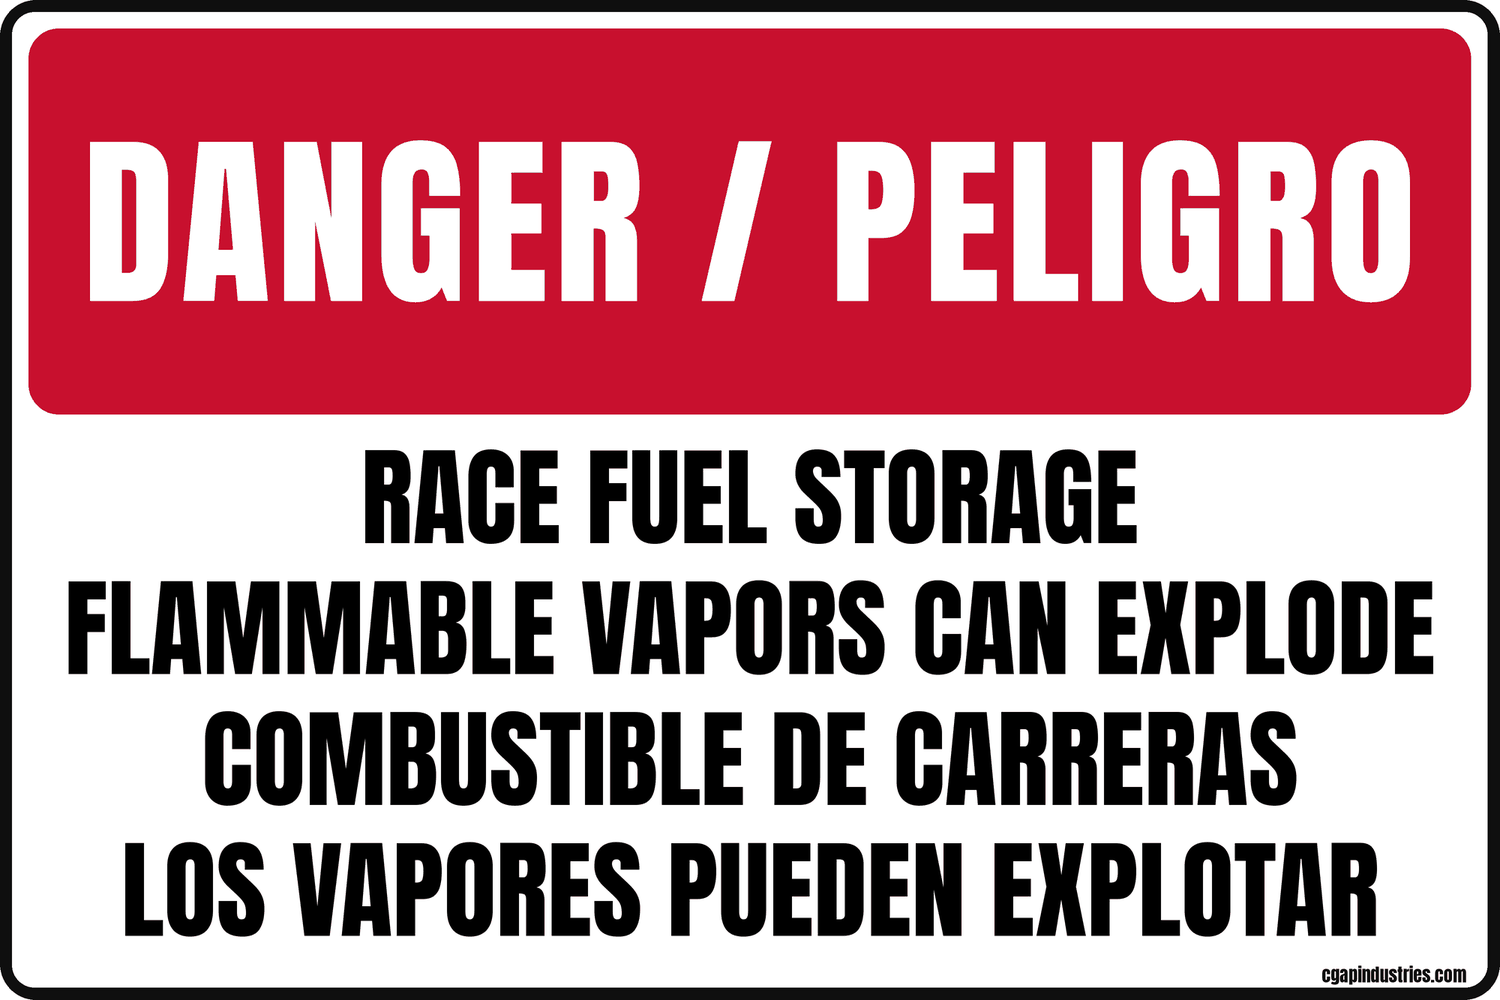 DANGER / PELIGRO
RACE FUEL STORAGE
FLAMMABLE VAPORS CAN EXPLODE
COMBUSTIBLE DE CARRERAS
LOS VAPORES PUEDEN EXPLOTAR
cgapindustries.com